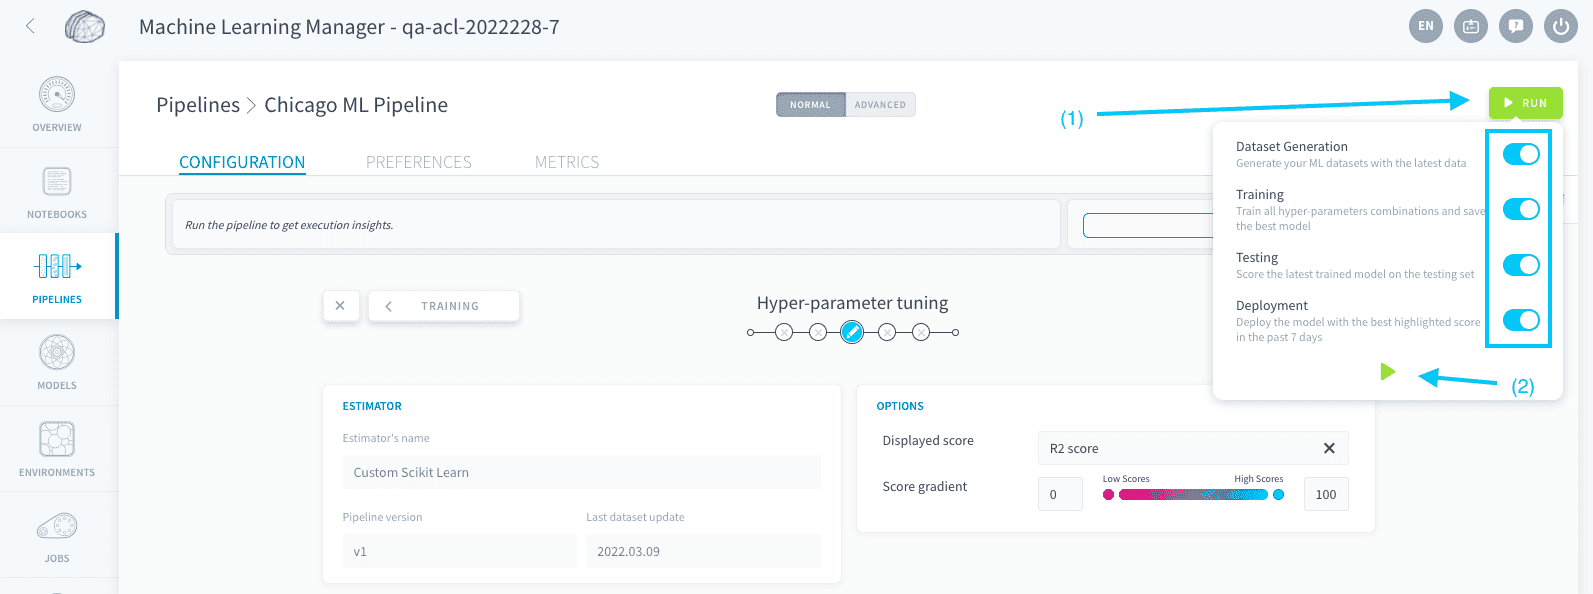 Machine Learning Manager - qa-acl-2022228-7
EN
OVERVIEW
NOTEBOOKS
PIPELINES
MODELS
ENVIRONMENTS
JOBS
Pipelines > Chicago ML Pipeline
NORMAL
ADVANCED
(1)
RUN
CONFIGURATION
PREFERENCES
METRICS
Dataset Generation
Generate your ML datasets with the latest data
Training
Train all hyper-parameters combinations and save
the best model
Testing
Score the latest trained model on the testing set
Deployment
Deploy the model with the best highlighted score
in the past 7 days
(2)
Run the pipeline to get execution insights.
TRAINING
Hyper-parameter tuning
ESTIMATOR
Estimator's name
Custom Scikit Learn
Pipeline version
Last dataset update
v1
2022.03.09
OPTIONS
Displayed score
R2 score
Score gradient
0
Low Scores
High Scores
100